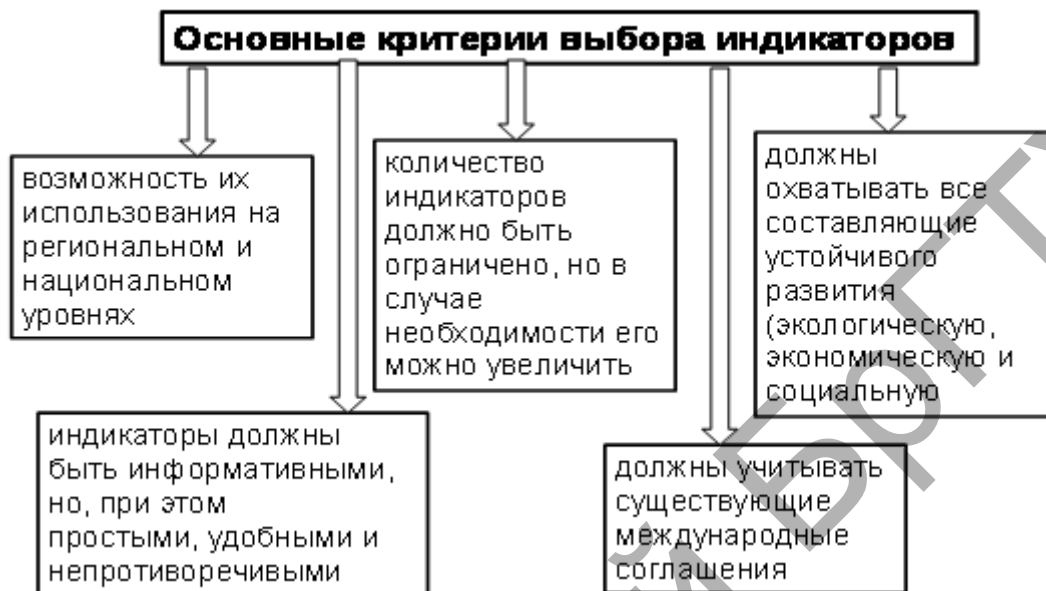 Основные критерии выбора индикаторов
возможность их
использования на
региональном и
национальном
уровнях
количество
индикаторов
должно быть
ограничено, но в
случае
необходимости его
можно увеличить
должны
охватывать все
составляющие
устойчивого
развития
(экологическую,
экономическую и
социальную
индикаторы должны
быть информативными,
но, при этом
простыми, удобными и
непротиворечивыми
должны учитывать
существующие
международные
соглашения